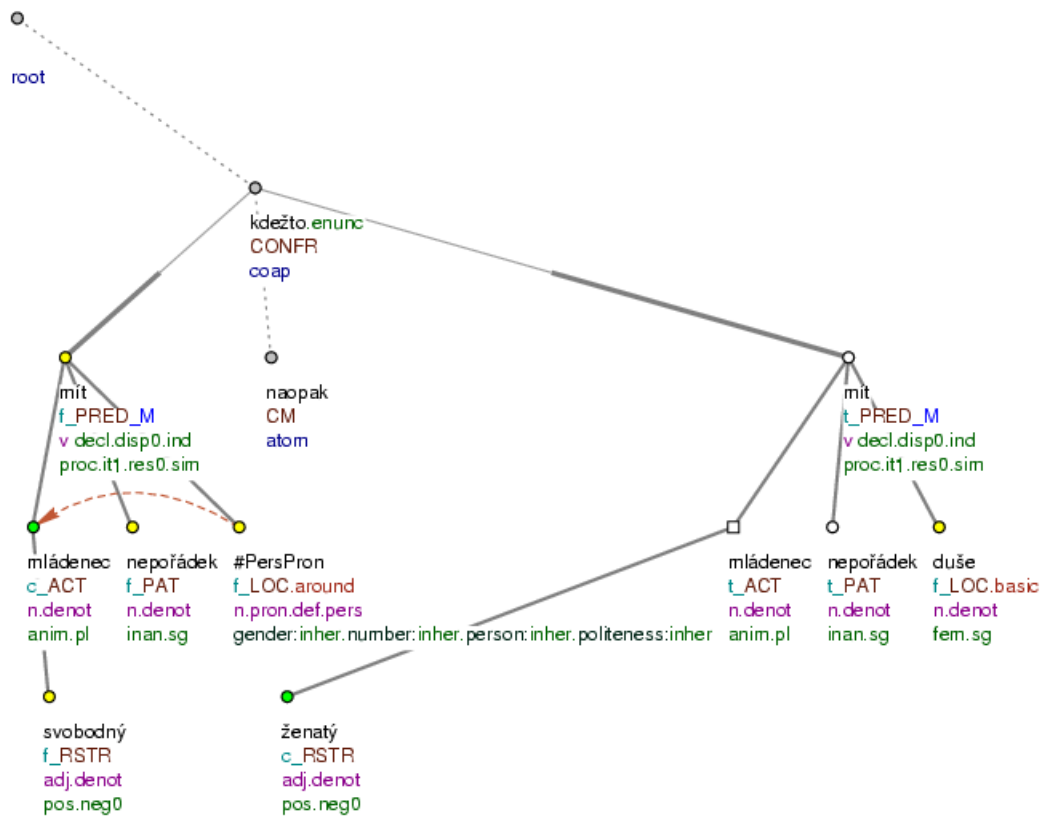 root
kdežto.enunc
CONFR
coap
mít
f_PRED_M
v decl.disp0.ind
proc.it1.res0.sim
naopak
CM
atom
mít
t_PRED_M
v decl.disp0.ind
proc.it1.res0.sim
mládenec
c_ACT
n.denot
anim.pl
nepořádek
f_PAT
n.denot
inan.sg
#PersPron
f_LOC.around
n.pron.def.pers
gender:inher.number:inher.person:inher.politeness:inher
mládenec
t_ACT
n.denot
anim.pl
nepořádek
t_PAT
n.denot
inan.sg
duše
f_LOC.basic
n.denot
fem.sg
svobodný
f_RSTR
adj.denot
pos.neg0
ženatý
c_RSTR
adj.denot
pos.neg0